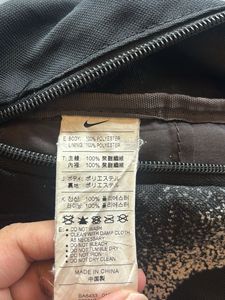 E: BODY: 100% POLYESTER
LINING: 100% POLYESTER
T: 主體: 100% 聚酯纖維
內裡: 100% 聚酯纖維
J: ボディ: ポリエステル
裏地: ポリエステル
K: 겉감: 100% 폴리에스터
안감: 100% 폴리에스터
E: • DO NOT WASH
• CLEAN WITH DAMP CLOTH
AS NECESSARY
• DO NOT BLEACH
• DO NOT TUMBLE DRY
• DO NOT IRON
• DO NOT DRY CLEAN
MADE IN CHINA
中国製
BA5433